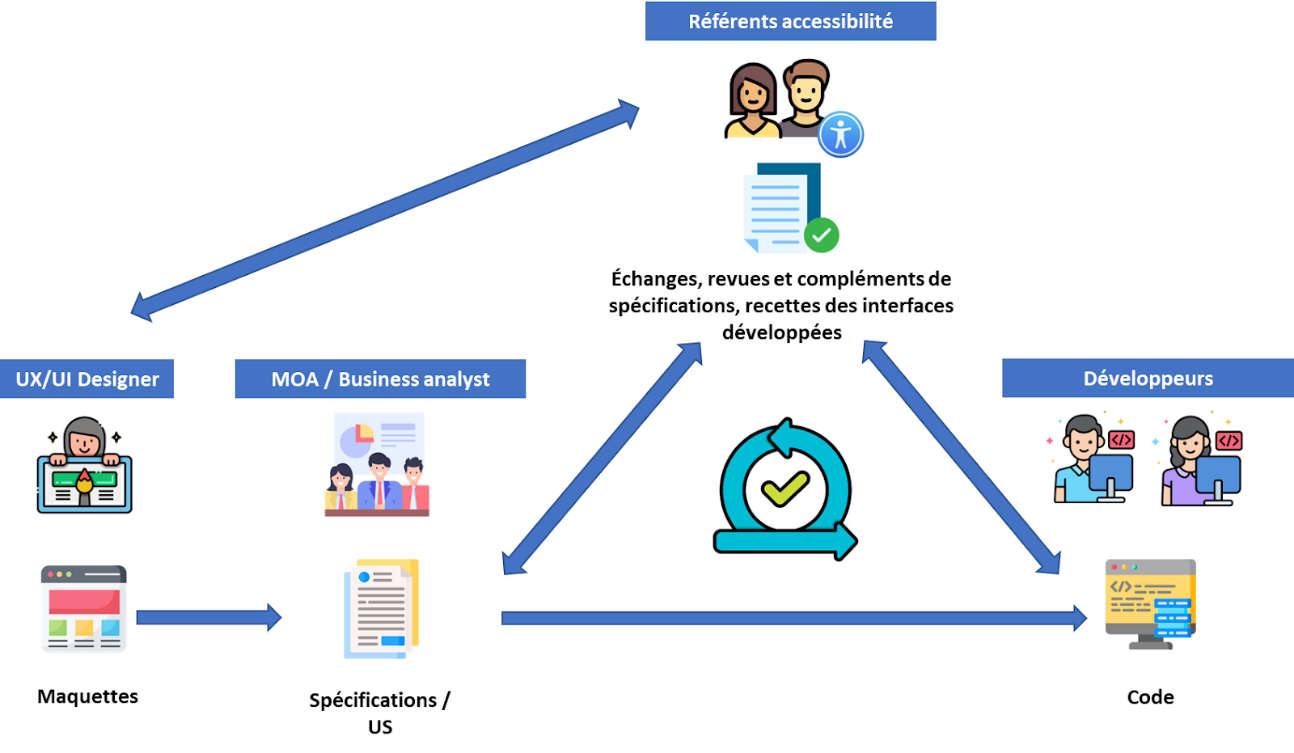 Référents accessibilité
Échanges, revues et compléments de
spécifications, recettes des interfaces
développées
UX/UI Designer
MOA / Business analyst
Développeurs
</>
</>
</>
Maquettes
Spécifications /
US
Code